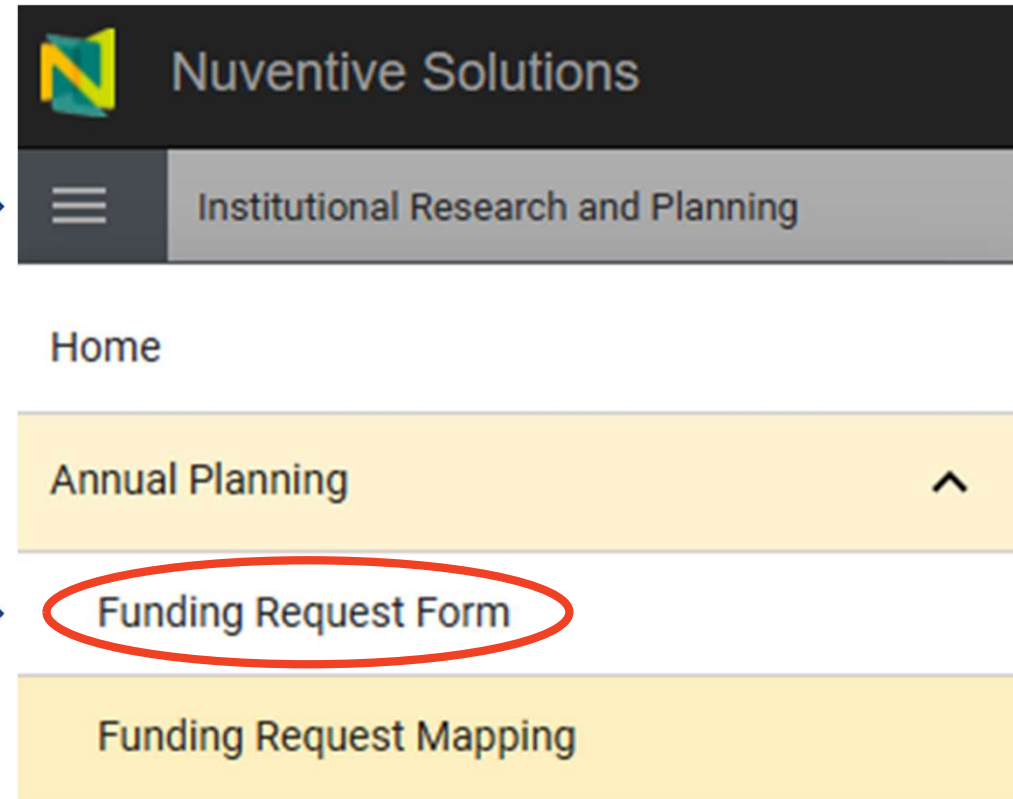 Nuventive Solutions
Institutional Research and Planning
Home
Annual Planning
Funding Request Form
Funding Request Mapping